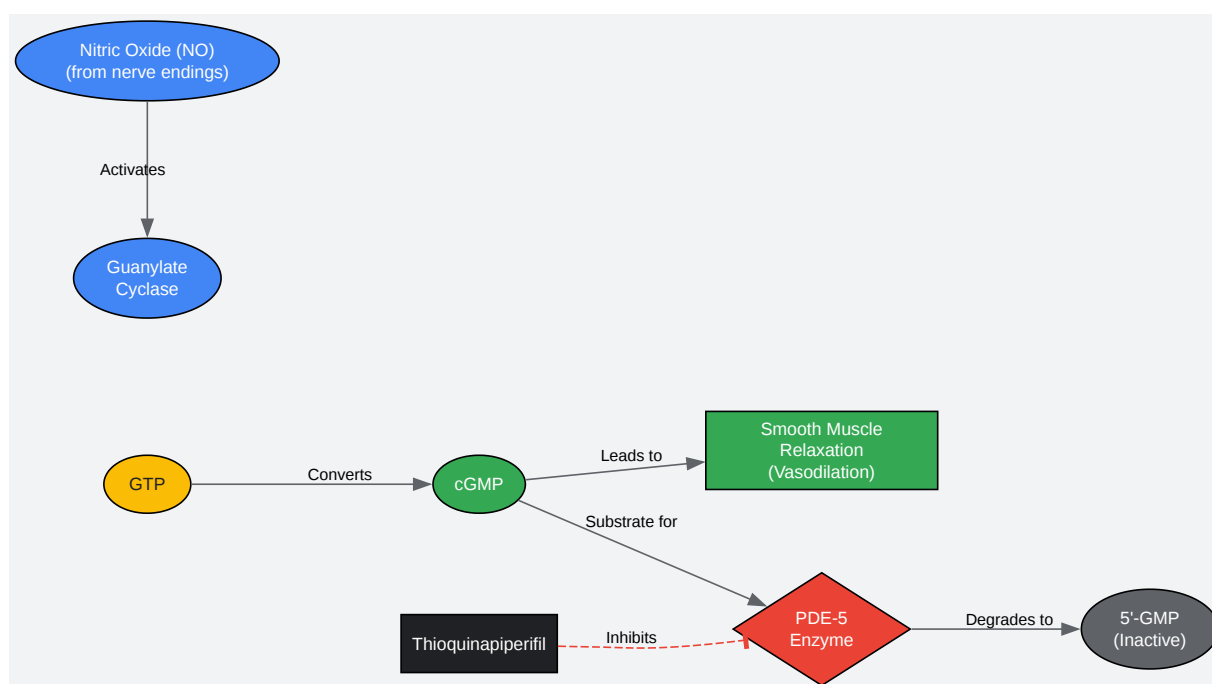 Nitric Oxide (NO)
(from nerve endings)
Activates
Guanylate
Cyclase
GTP
Converts
cGMP
Leads to
Smooth Muscle
Relaxation
(Vasodilation)
Substrate for
Thioquinapiperifil
Inhibits
PDE-5
Enzyme
Degrades to
5'-GMP
(Inactive)